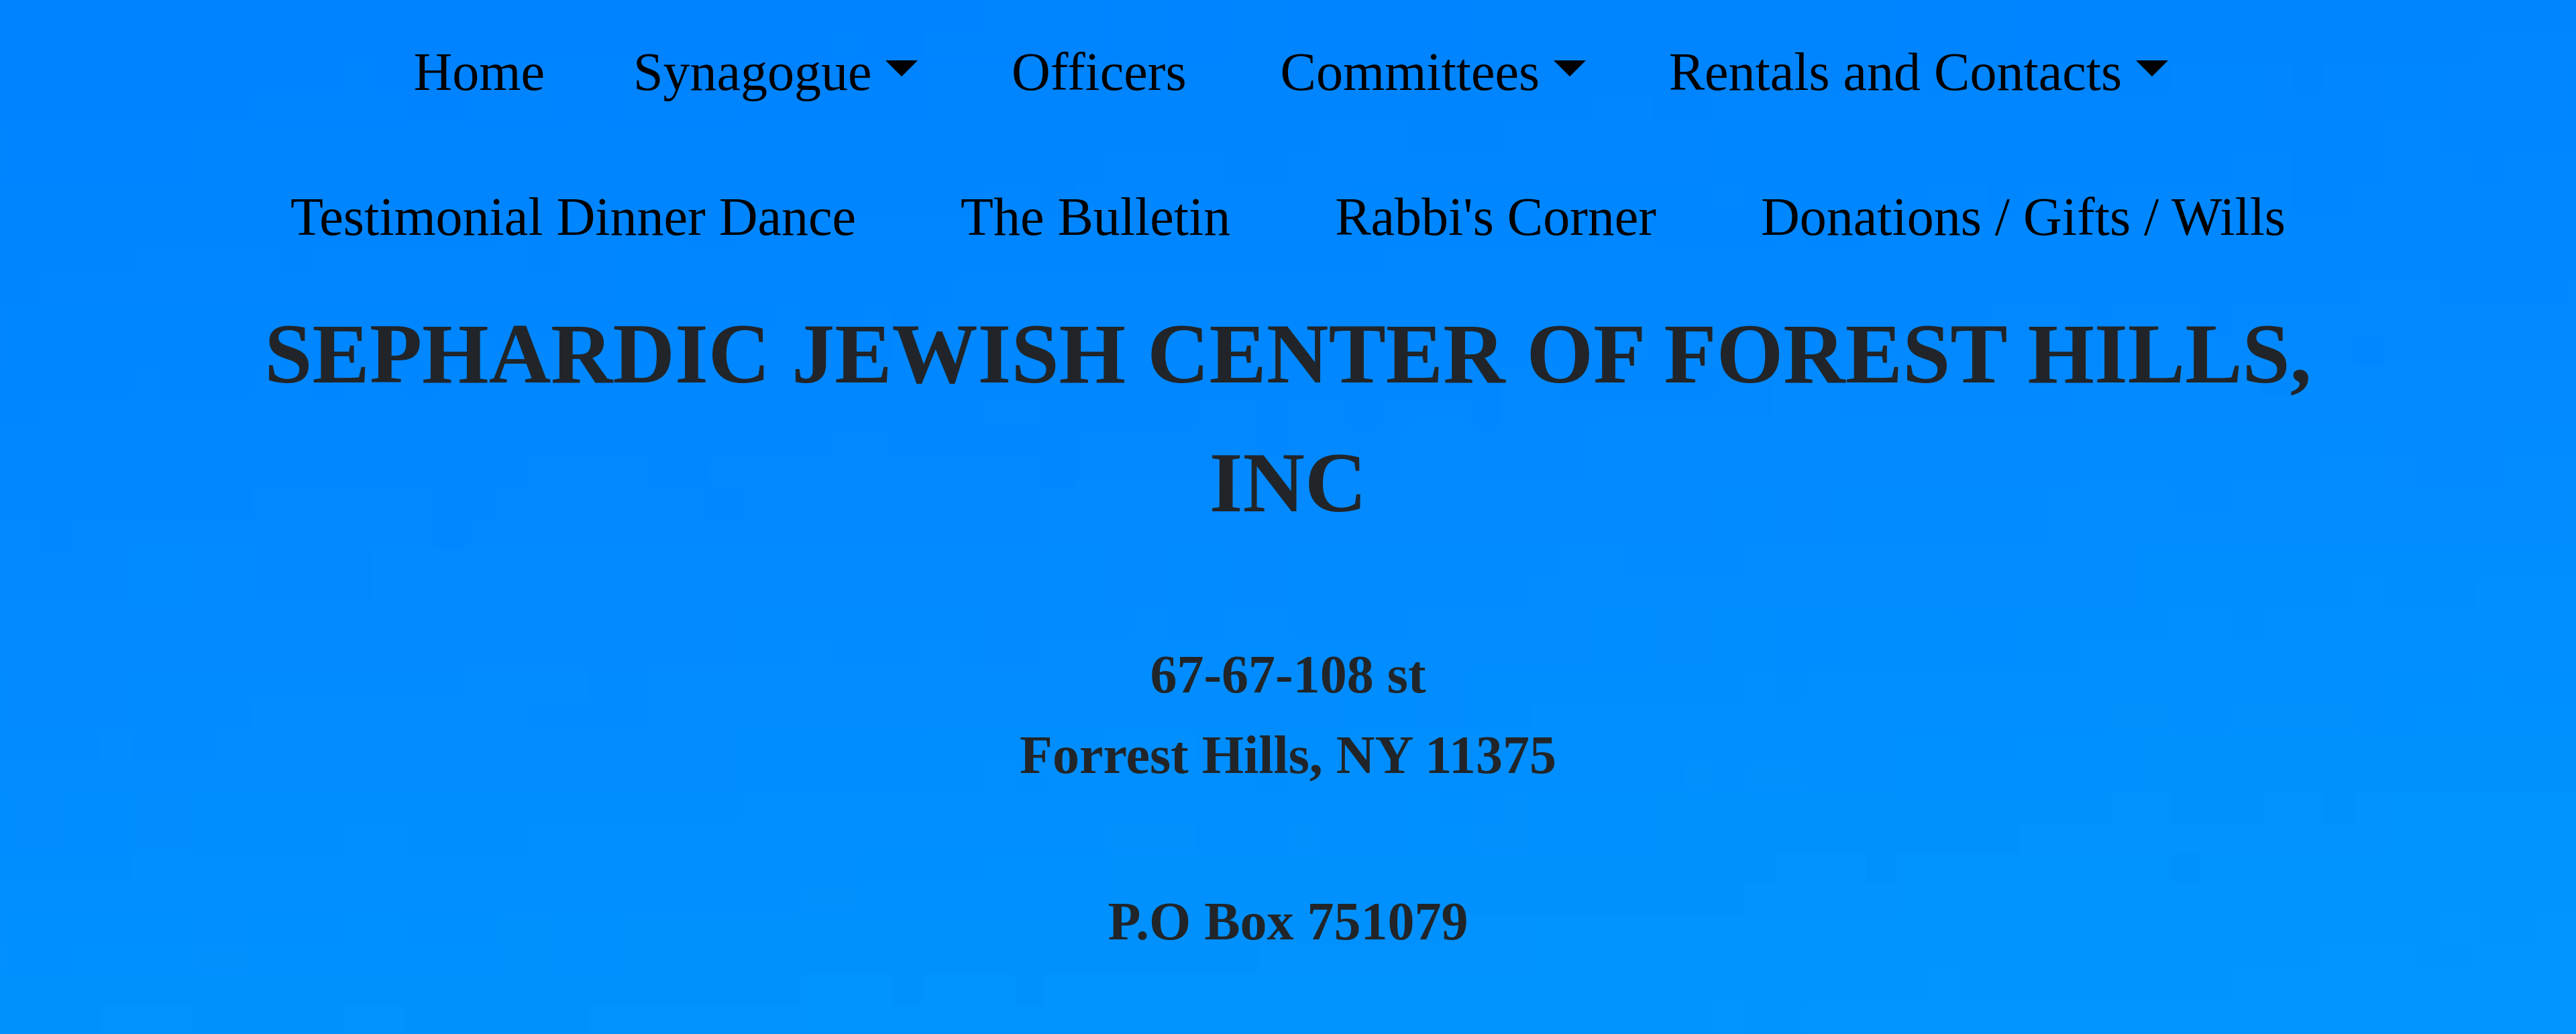 Home Synagogue Officers Committees Rentals and Contacts
Testimonial Dinner Dance The Bulletin Rabbi's Corner Donations / Gifts / Wills
SEPHARDIC JEWISH CENTER OF FOREST HILLS,
INC
67-67-108 st
Forrest Hills, NY 11375
P.O Box 751079